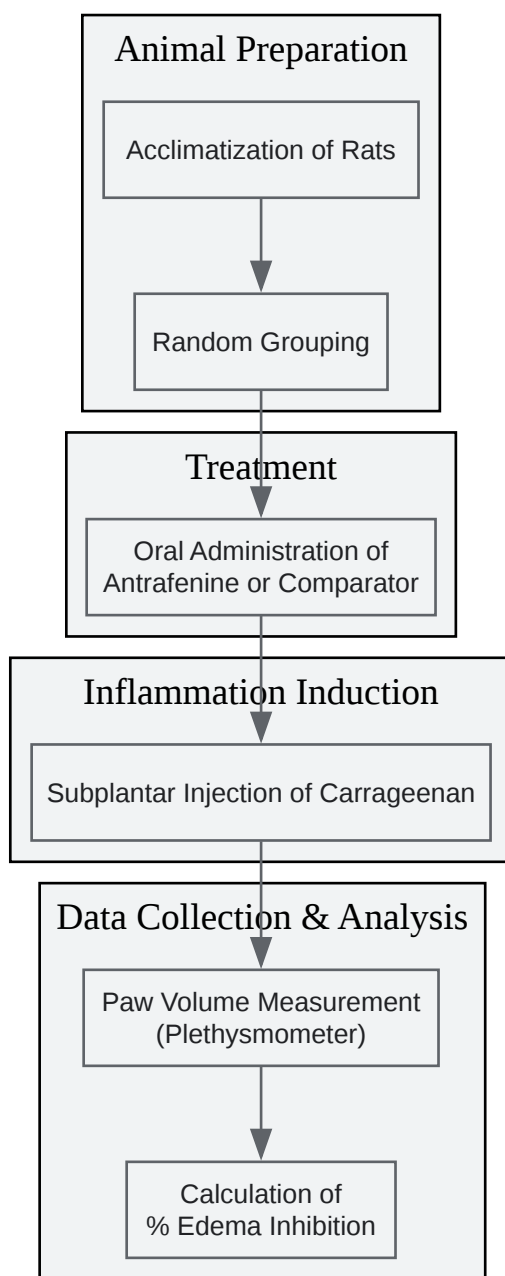 Animal Preparation
Acclimatization of Rats
Random Grouping
Treatment
Oral Administration of
Antrafenine or Comparator
Inflammation Induction
Subplantar Injection of Carrageenan
Data Collection & Analysis
Paw Volume Measurement
(Plethysmometer)
Calculation of
% Edema Inhibition